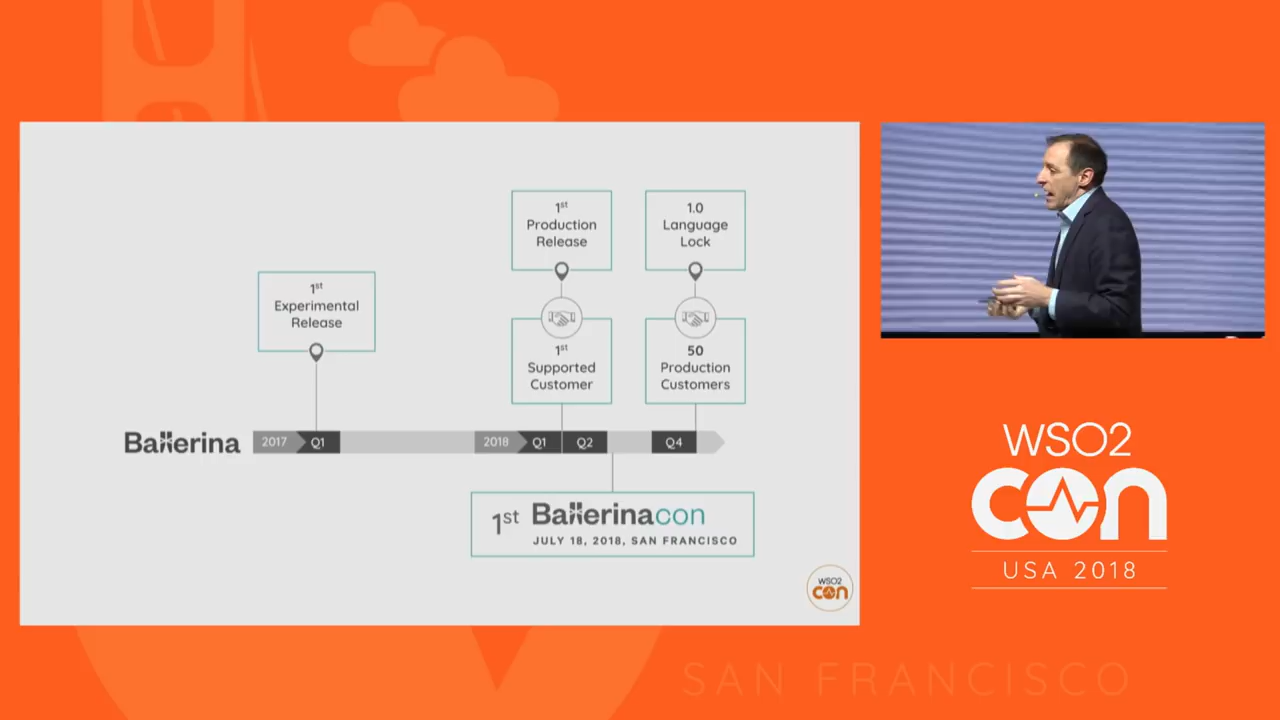 1st
Production
Release
1.0
Language
Lock
1st
Experimental
Release
1st
Supported
Customer
50
Production
Customers
Ballerina
2017 Q1 2018 Q1 Q2 Q4
1st Ballerinacon
JULY 18, 2018, SAN FRANCISCO
WSO2
con
WSO2
con
USA 2018
SAN FRANCISCO